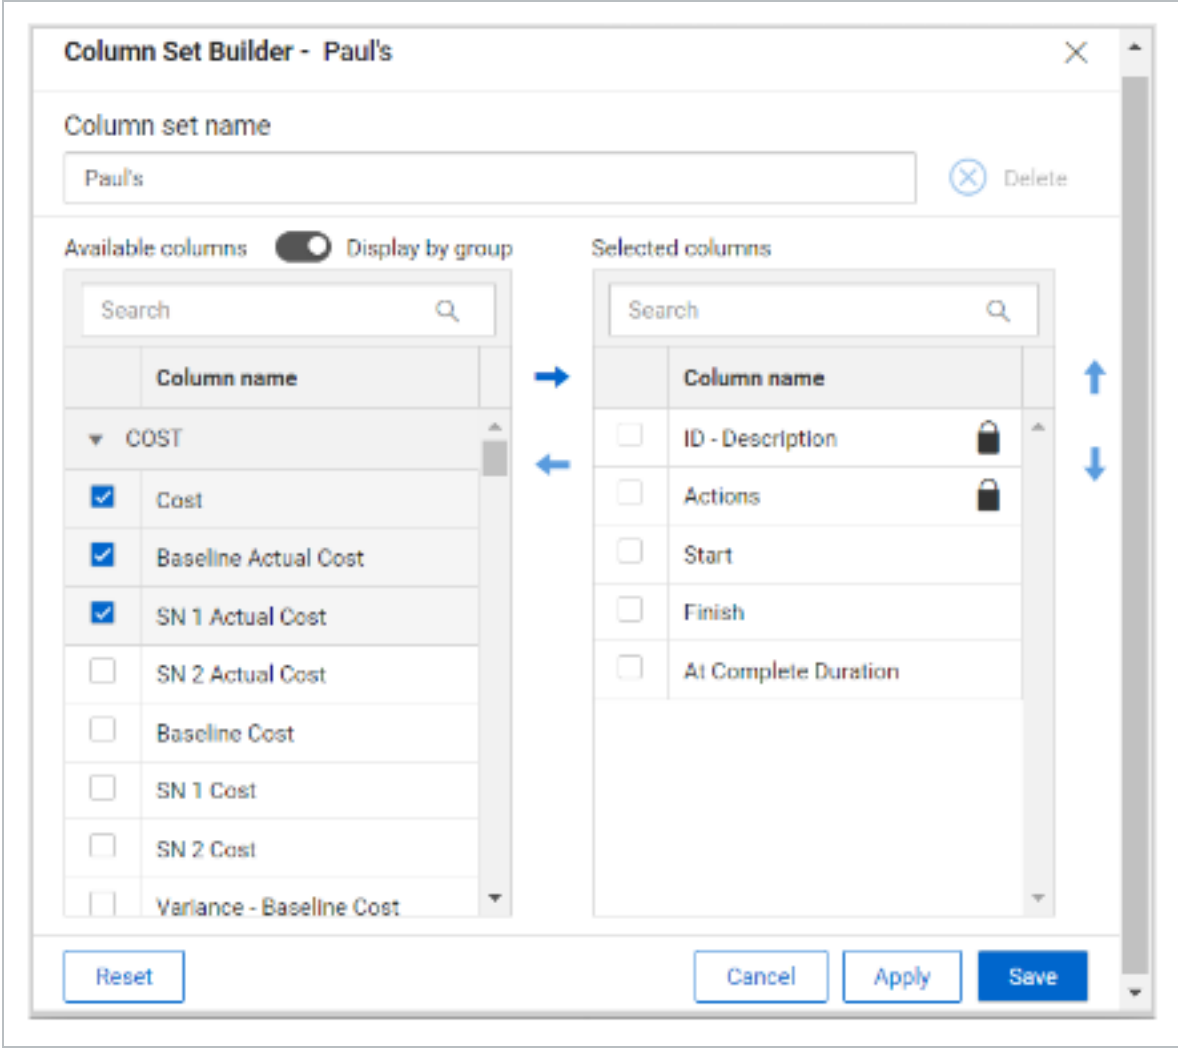 Column Set Builder - Paul's
Column set name
Paul's
Delete
Available columns
Display by group
Selected columns
Search
Search
Column name
Column name
COST
Cost
Baseline Actual Cost
SN 1 Actual Cost
SN 2 Actual Cost
Baseline Cost
SN 1 Cost
SN 2 Cost
Variance - Baseline Cost
ID - Description
Actions
Start
Finish
At Complete Duration
Reset
Cancel
Apply
Save